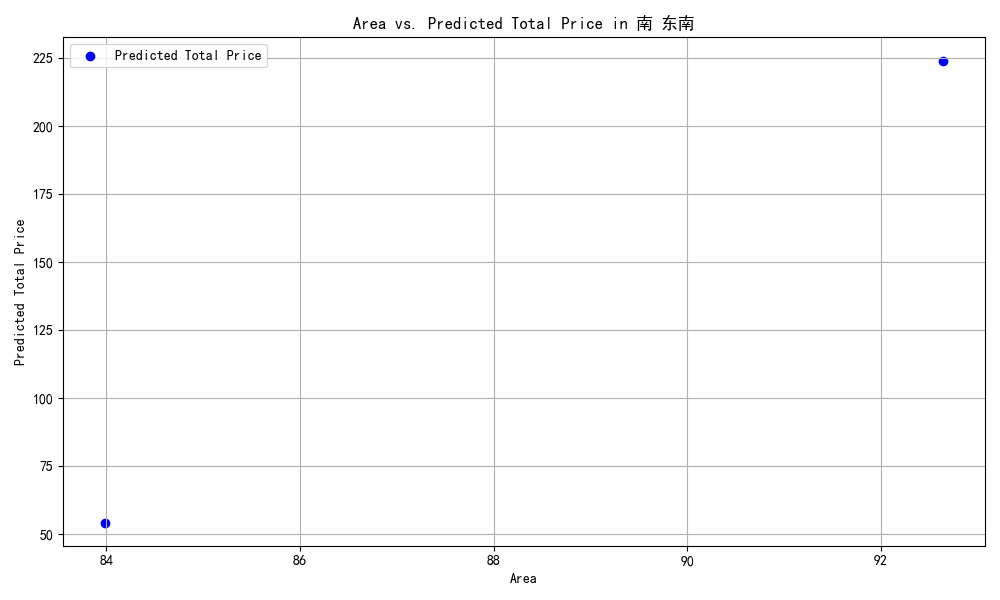 Area vs. Predicted Total Price in 南 东南
Predicted Total Price
Predicted Total Price
225
200
175
150
125
100
75
50
84 86 88 90 92
Area